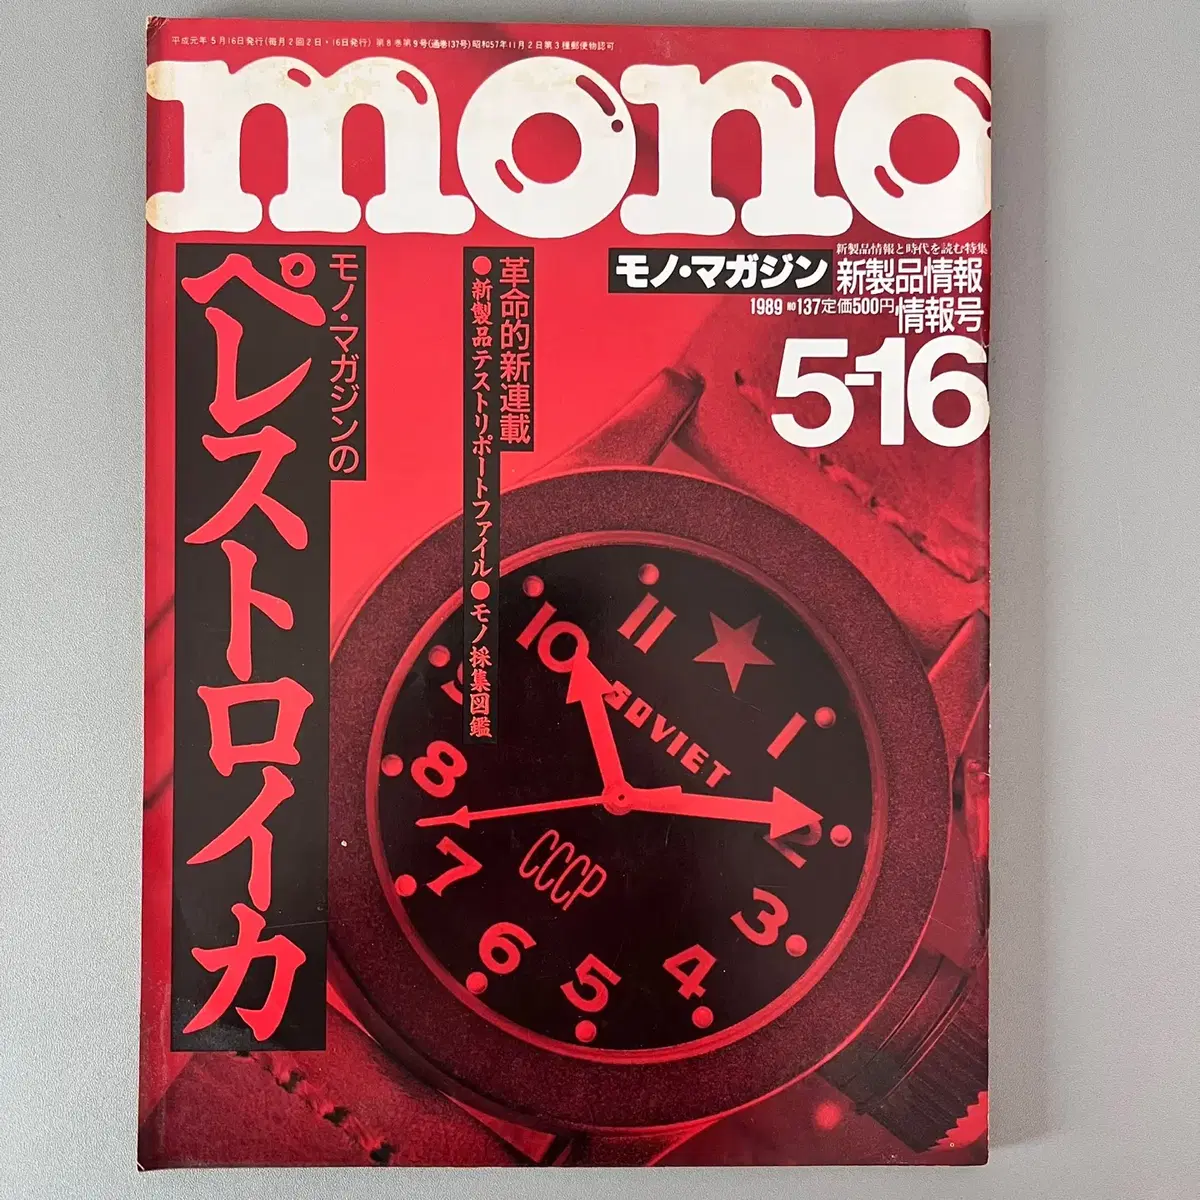 平成元年5月16日発行(毎月2回2日・16日発行) 第8巻第9号(通巻137号)昭和57年11月2日第3種郵便物認可
mono
モノ・マガジン
新製品情報と時代を読む特集
新製品情報
情報号
1989 NO 137 定価500円
5-16
革命的新連載
●新製品テストリポートファイル●モノ採集図鑑
モノ・マガジンの
ペレストロイカ
11
1
2
3
4
5
6
7
8
9
10
SOVIET
CCCP